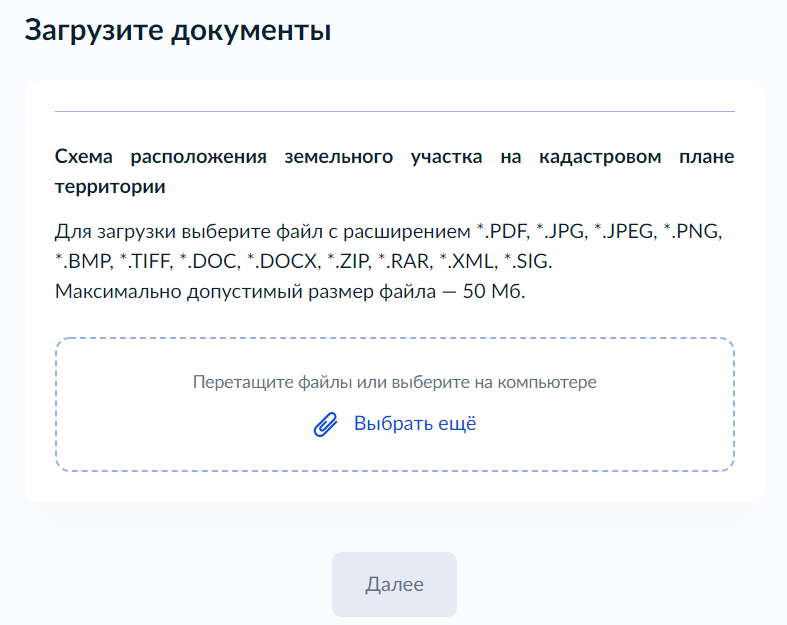 Загрузите документы
Схема расположения земельного участка на кадастровом плане
территории
Для загрузки выберите файл с расширением *.PDF, *.JPG, *.JPEG, *.PNG,
*.BMP, *.TIFF, *.DOC, *.DOCX, *.ZIP, *.RAR, *.XML, *.SIG.
Максимально допустимый размер файла — 50 Мб.
Перетащите файлы или выберите на компьютере
Выбрать ещё
Далее